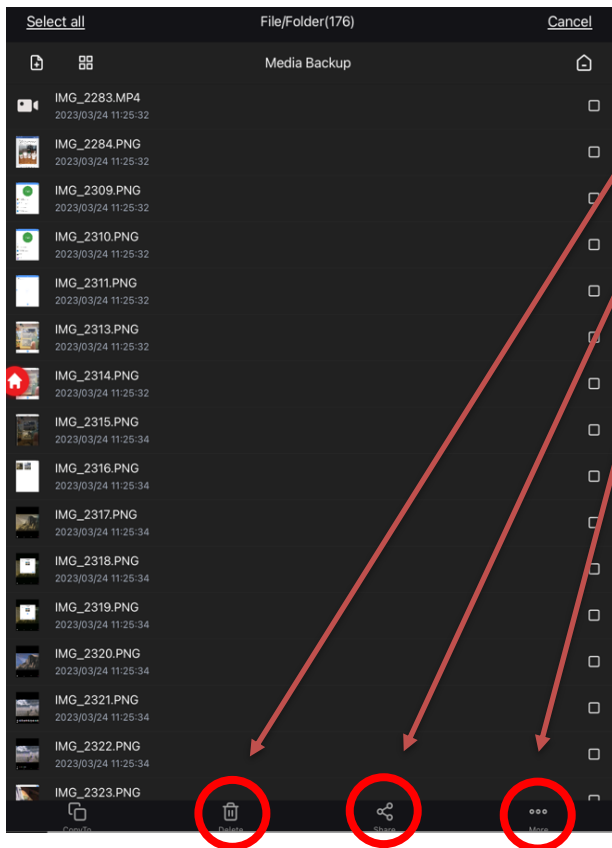 Select all File/Folder(176) Cancel
Media Backup
IMG_2283.MP4
2023/03/24 11:25:32
IMG_2284.PNG
2023/03/24 11:25:32
IMG_2309.PNG
2023/03/24 11:25:32
IMG_2310.PNG
2023/03/24 11:25:32
IMG_2311.PNG
2023/03/24 11:25:32
IMG_2313.PNG
2023/03/24 11:25:32
IMG_2314.PNG
2023/03/24 11:25:32
IMG_2315.PNG
2023/03/24 11:25:34
IMG_2316.PNG
2023/03/24 11:25:34
IMG_2317.PNG
2023/03/24 11:25:34
IMG_2318.PNG
2023/03/24 11:25:34
IMG_2319.PNG
2023/03/24 11:25:34
IMG_2320.PNG
2023/03/24 11:25:34
IMG_2321.PNG
2023/03/24 11:25:34
IMG_2322.PNG
2023/03/24 11:25:34
IMG_2323.PNG
CopyTo Delete Share More